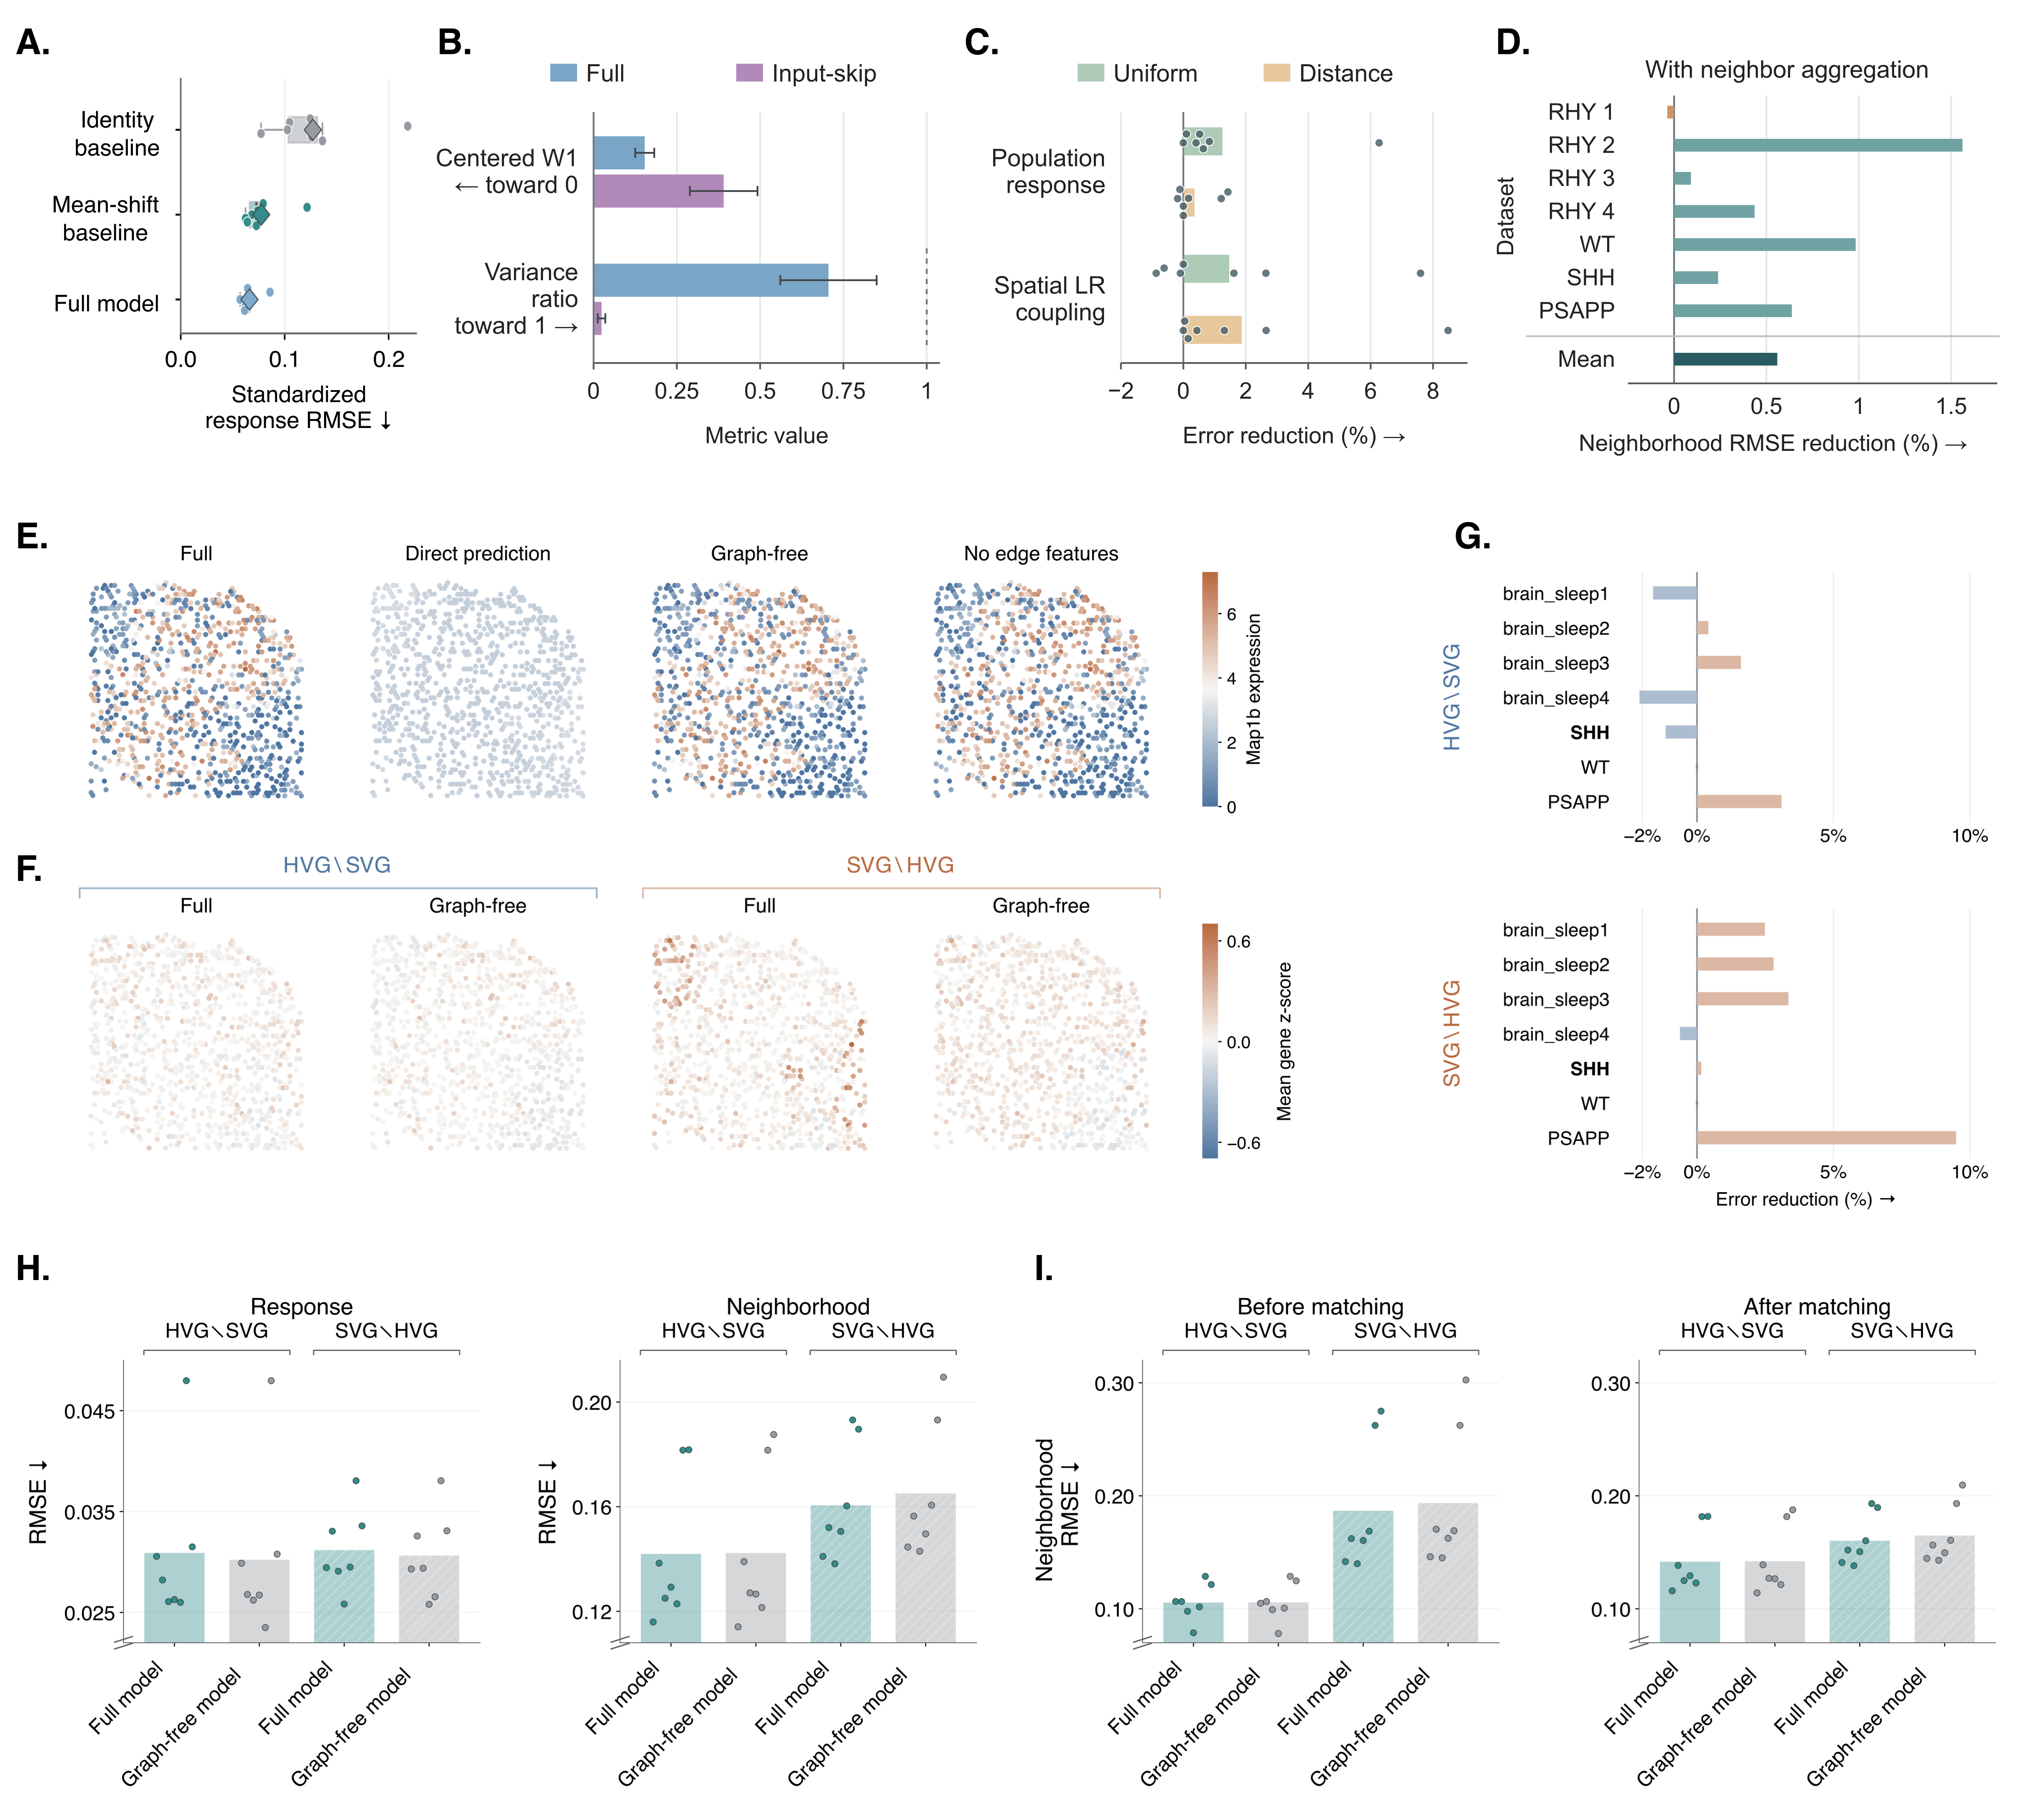 A.
Identity
baseline
Mean-shift
baseline
Full model
0.0
0.1
0.2
Standardized
response RMSE ↓
B.
Full
Input-skip
Centered W1
← toward 0
Variance
ratio
toward 1 →
0
0.25
0.5
0.75
1
Metric value
C.
Uniform
Distance
Population
response
Spatial LR
coupling
−2
0
2
4
6
8
Error reduction (%) →
D.
With neighbor aggregation
Dataset
RHY 1
RHY 2
RHY 3
RHY 4
WT
SHH
PSAPP
Mean
0
0.5
1
1.5
Neighborhood RMSE reduction (%) →
E.
Full
Direct prediction
Graph-free
No edge features
6
4
2
0
Map1b expression
F.
HVG \ SVG
SVG \ HVG
Full
Graph-free
Full
Graph-free
0.6
0.0
−0.6
Mean gene z-score
G.
HVG \ SVG
brain_sleep1
brain_sleep2
brain_sleep3
brain_sleep4
SHH
WT
PSAPP
−2%
0%
5%
10%
SVG \ HVG
brain_sleep1
brain_sleep2
brain_sleep3
brain_sleep4
SHH
WT
PSAPP
−2%
0%
5%
10%
Error reduction (%) →
H.
Response
HVG\SVG
SVG\HVG
RMSE ↓
0.045
0.035
0.025
Full model
Graph-free model
Full model
Graph-free model
Neighborhood
HVG\SVG
SVG\HVG
RMSE ↓
0.20
0.16
0.12
Full model
Graph-free model
Full model
Graph-free model
I.
Before matching
HVG\SVG
SVG\HVG
Neighborhood
RMSE ↓
0.30
0.20
0.10
Full model
Graph-free model
Full model
Graph-free model
After matching
HVG\SVG
SVG\HVG
0.30
0.20
0.10
Full model
Graph-free model
Full model
Graph-free model